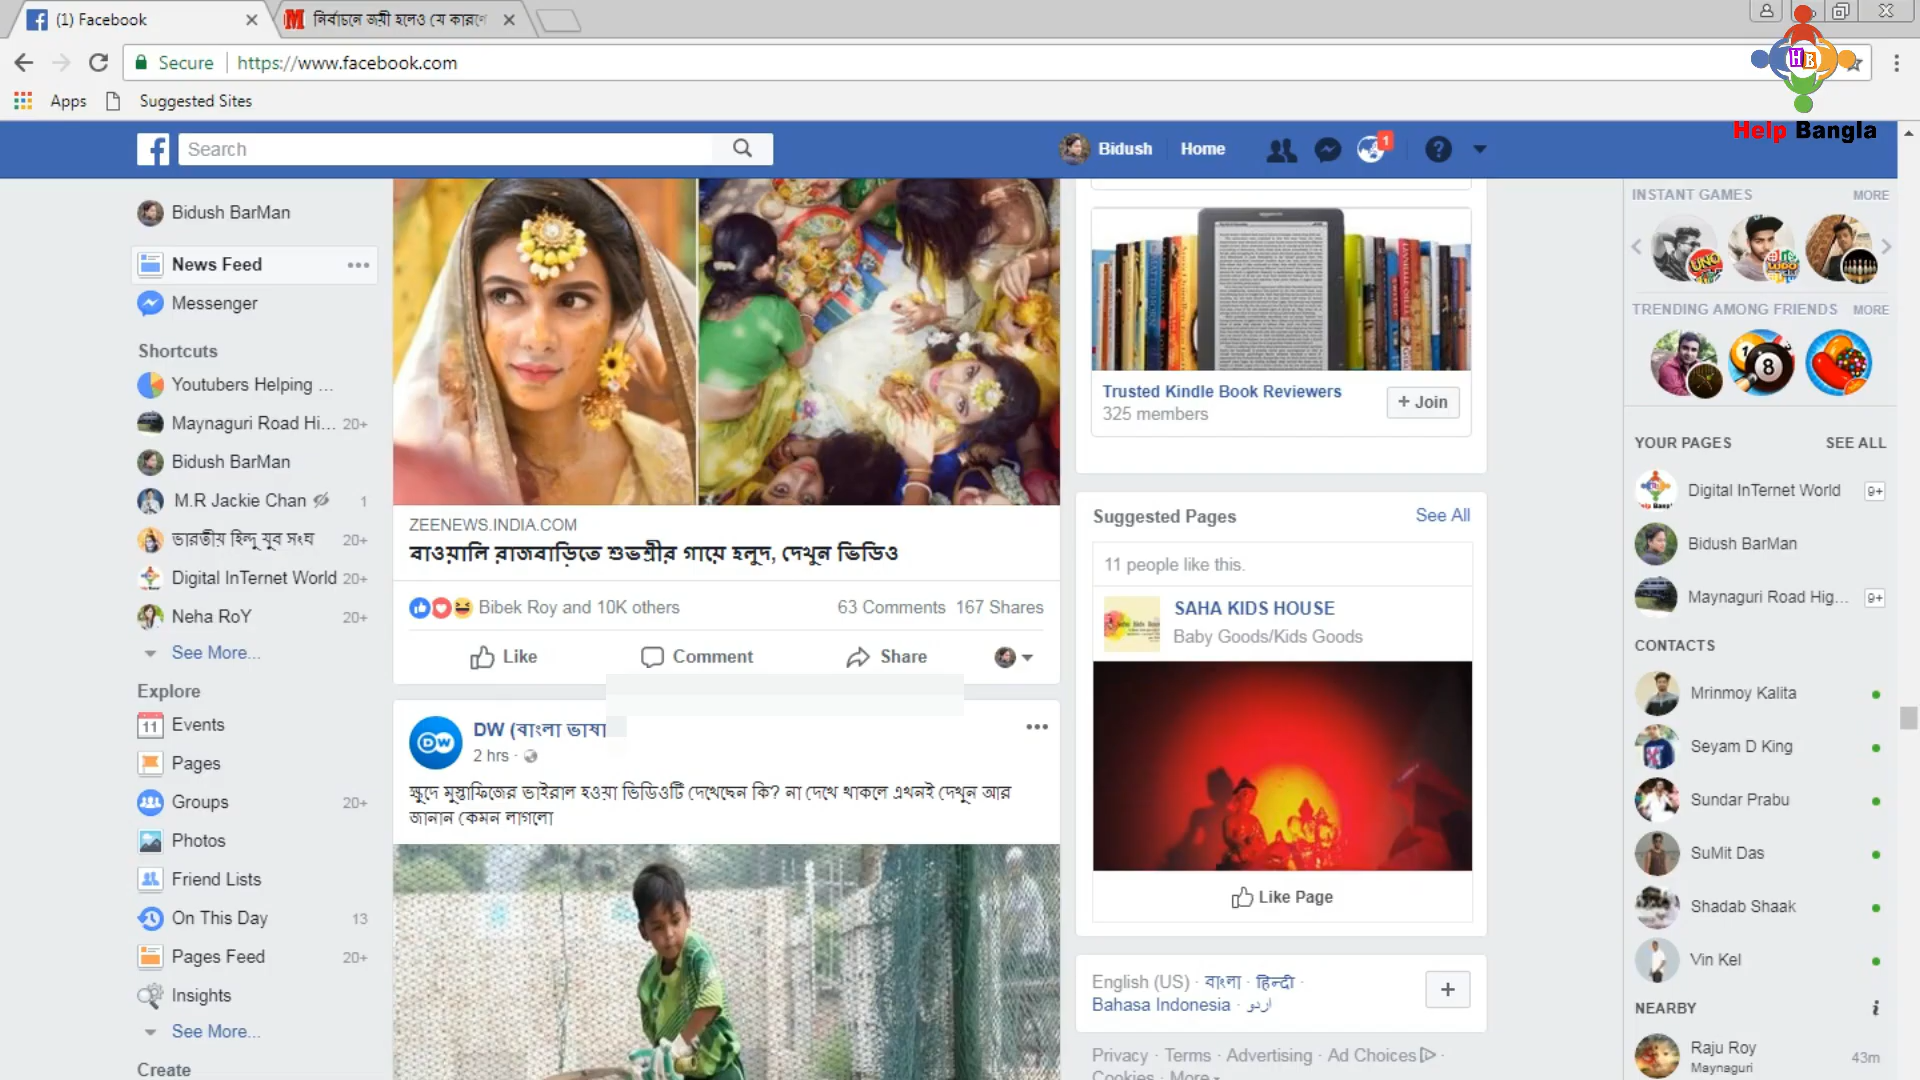 (1) Facebook
নির্বাচনে জয়ী হলেও যে কারণে
Secure
https://www.facebook.com
Apps
Suggested Sites
Help Bangla
Search
Bidush
Home
1
Bidush BarMan
News Feed
Messenger
Shortcuts
Youtubers Helping ...
Maynaguri Road Hi... 20+
Bidush BarMan
M.R Jackie Chan 1
ভারতীয় হিন্দু যুব সংঘ 20+
Digital InTernet World 20+
Neha RoY 20+
See More...
Explore
11 Events
Pages
Groups 20+
Photos
Friend Lists
On This Day 13
Pages Feed 20+
Insights
See More...
Create
ZEENEWS.INDIA.COM
বাওয়ালি রাজবাড়িতে শুভশ্রীর গায়ে হলুদ, দেখুন ভিডিও
Bibek Roy and 10K others
63 Comments 167 Shares
Like Comment Share
DW
DW (বাংলা ভাষা
2 hrs ·
ক্ষুদে মুস্তাফিজের ভাইরাল হওয়া ভিডিওটি দেখেছেন কি? না দেখে থাকলে এখনই দেখুন আর
জানান কেমন লাগলো
Trusted Kindle Book Reviewers
325 members
+ Join
Suggested Pages
See All
11 people like this.
SAHA KIDS HOUSE
Baby Goods/Kids Goods
Like Page
English (US) · বাংলা · हिन्दी ·
Bahasa Indonesia · اردو
+
Privacy · Terms · Advertising · Ad Choices ·
Cookies · More
INSTANT GAMES MORE
UNO
LUDO
TRENDING AMONG FRIENDS MORE
8
YOUR PAGES SEE ALL
Digital InTernet World 9+
Bidush BarMan
Maynaguri Road Hig... 9+
CONTACTS
Mrinmoy Kalita
Seyam D King
Sundar Prabu
SuMit Das
Shadab Shaak
Vin Kel
NEARBY
Raju Roy
Maynaguri
43m